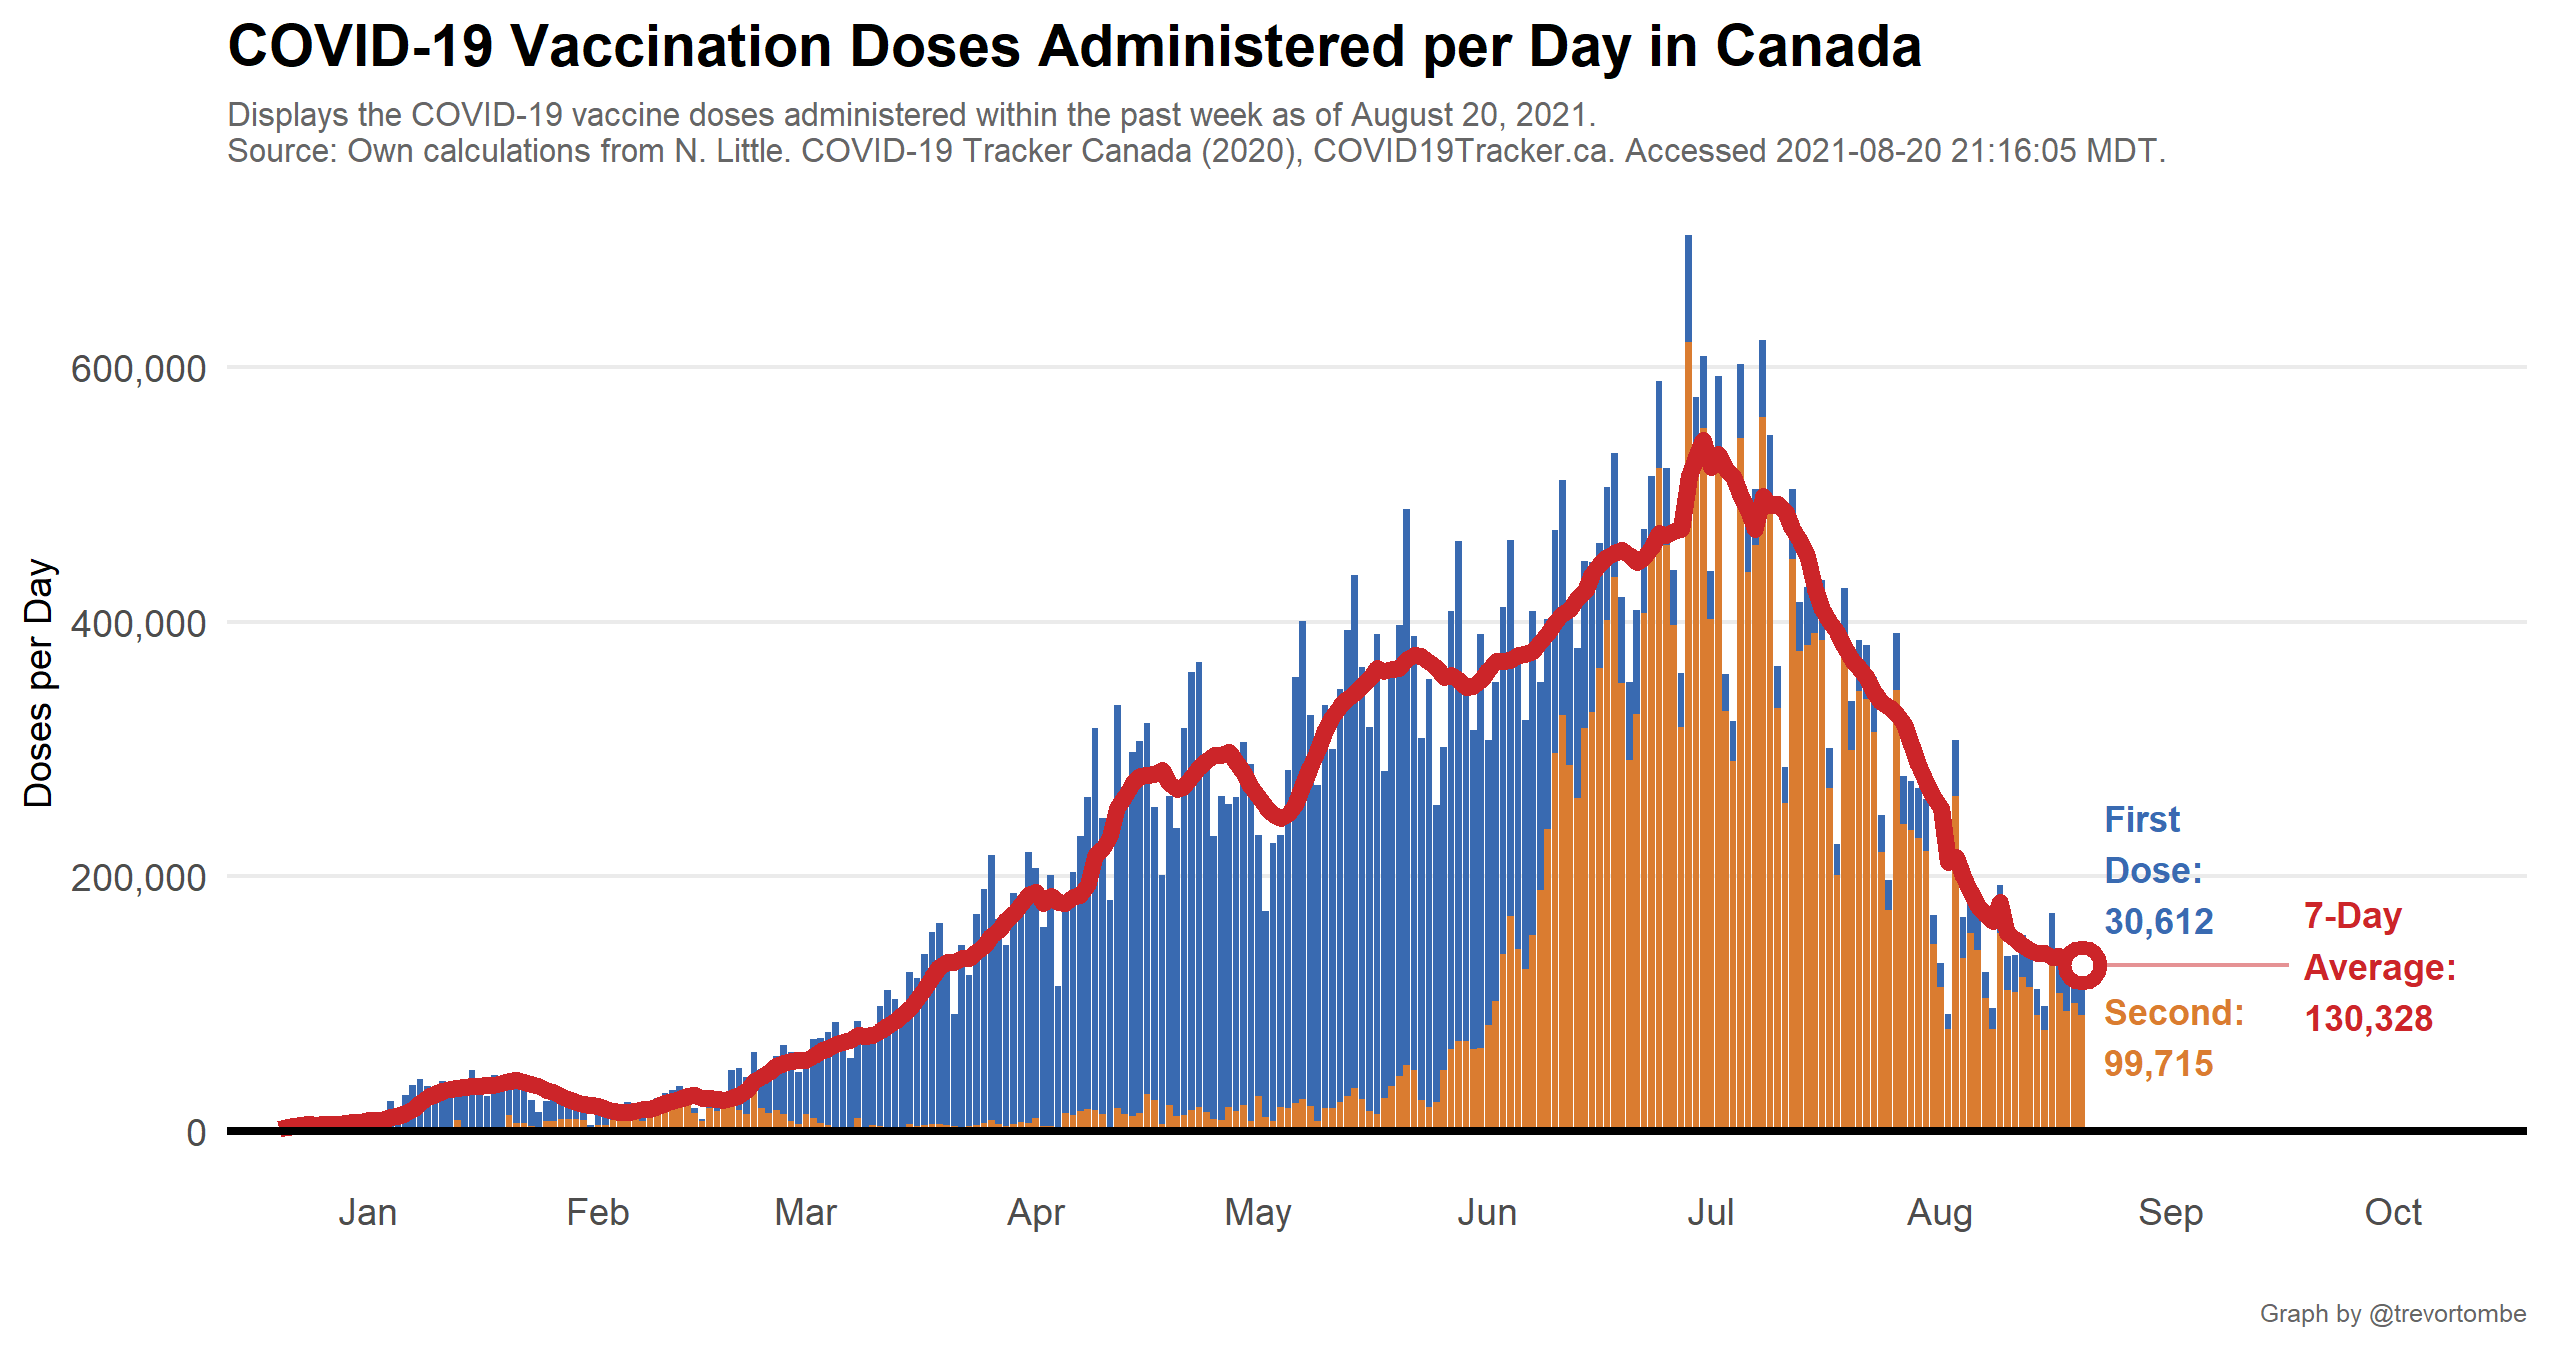 COVID-19 Vaccination Doses Administered per Day in Canada
Displays the COVID-19 vaccine doses administered within the past week as of August 20, 2021.
Source: Own calculations from N. Little. COVID-19 Tracker Canada (2020), COVID19Tracker.ca. Accessed 2021-08-20 21:16:05 MDT.
Doses per Day
600,000
400,000
200,000
0
First
Dose:
30,612
Second:
99,715
7-Day
Average:
130,328
Jan Feb Mar Apr May Jun Jul Aug Sep Oct
Graph by @trevortombe